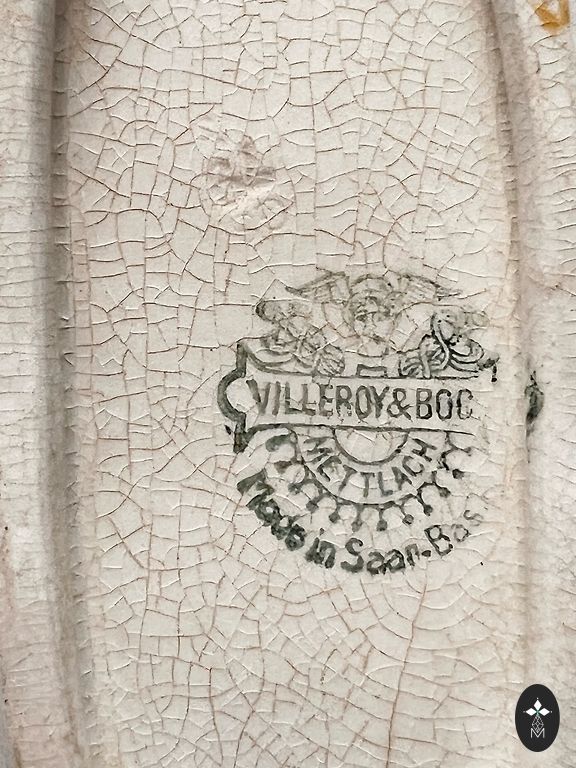 VILLEROY&BOC
METTLACH
Made in Saar-Bas
M